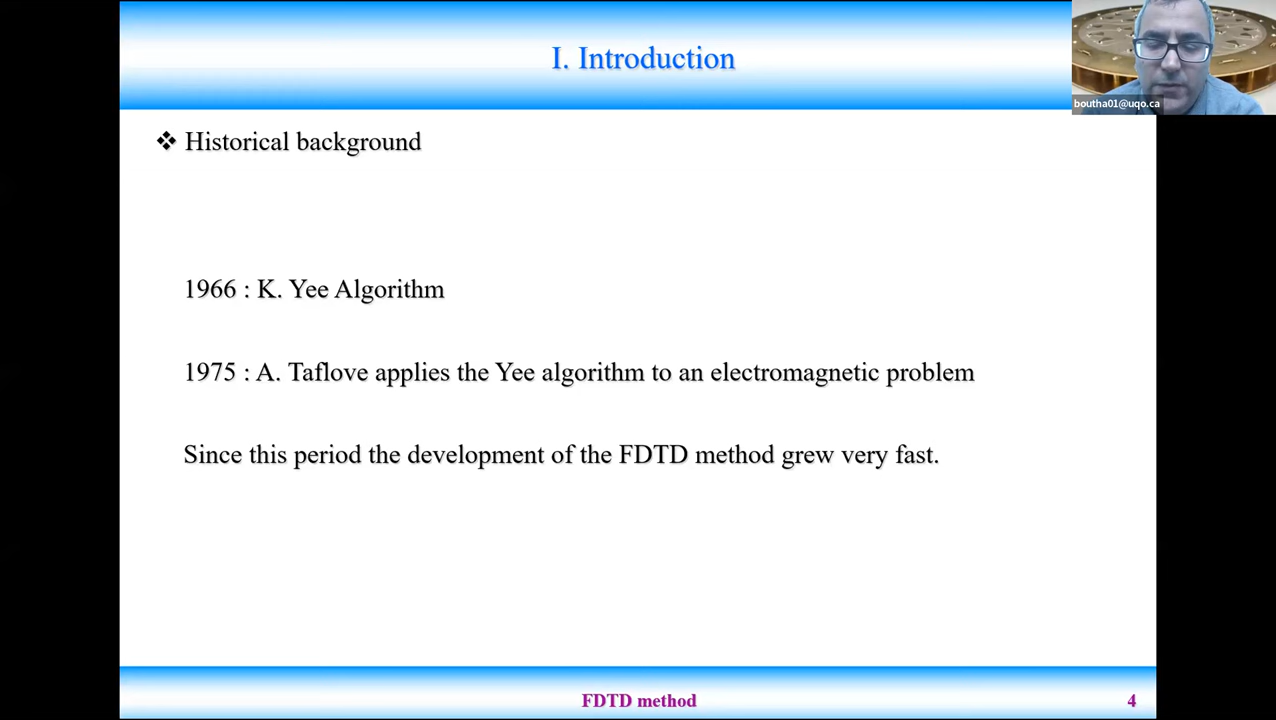 I. Introduction
boutha01@uqo.ca
❖ Historical background
1966 : K. Yee Algorithm
1975 : A. Taflove applies the Yee algorithm to an electromagnetic problem
Since this period the development of the FDTD method grew very fast.
FDTD method
4